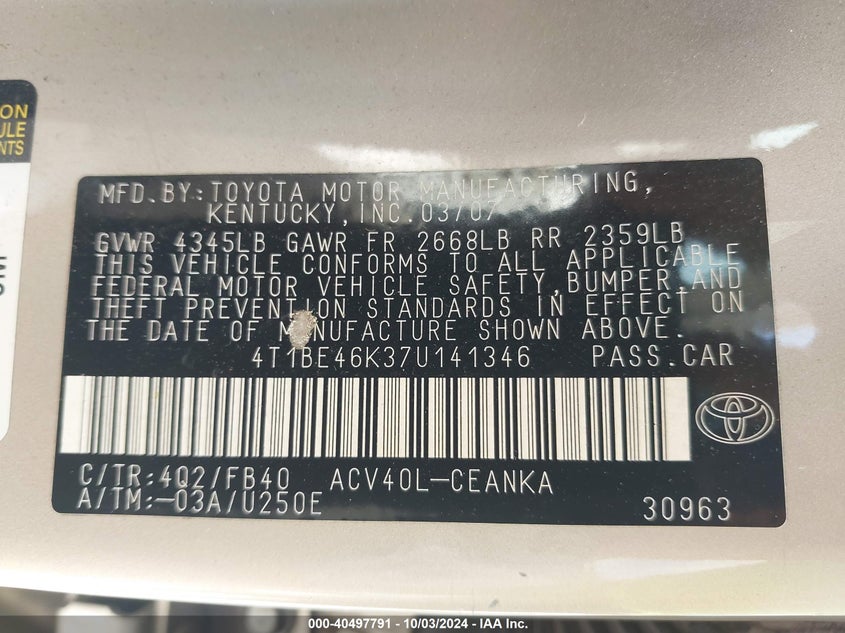 ON
ULE
NTS
MFD.BY:TOYOTA MOTOR MANUFACTURING,
KENTUCKY,INC.03/07
GVWR 4345LB GAWR FR 2668LB RR 2359LB
THIS VEHICLE CONFORMS TO ALL APPLICABLE
FEDERAL MOTOR VEHICLE SAFETY,BUMPER,AND
THEFT PREVENTION STANDARDS IN EFFECT ON
THE DATE OF MANUFACTURE SHOWN ABOVE.
4T1BE46K37U141346 PASS.CAR
C/TR:4Q2/FB40 ACV40L-CEANKA
A/TM:-03A/U250E 30963
000-40497791 - 10/03/2024 - IAA Inc.